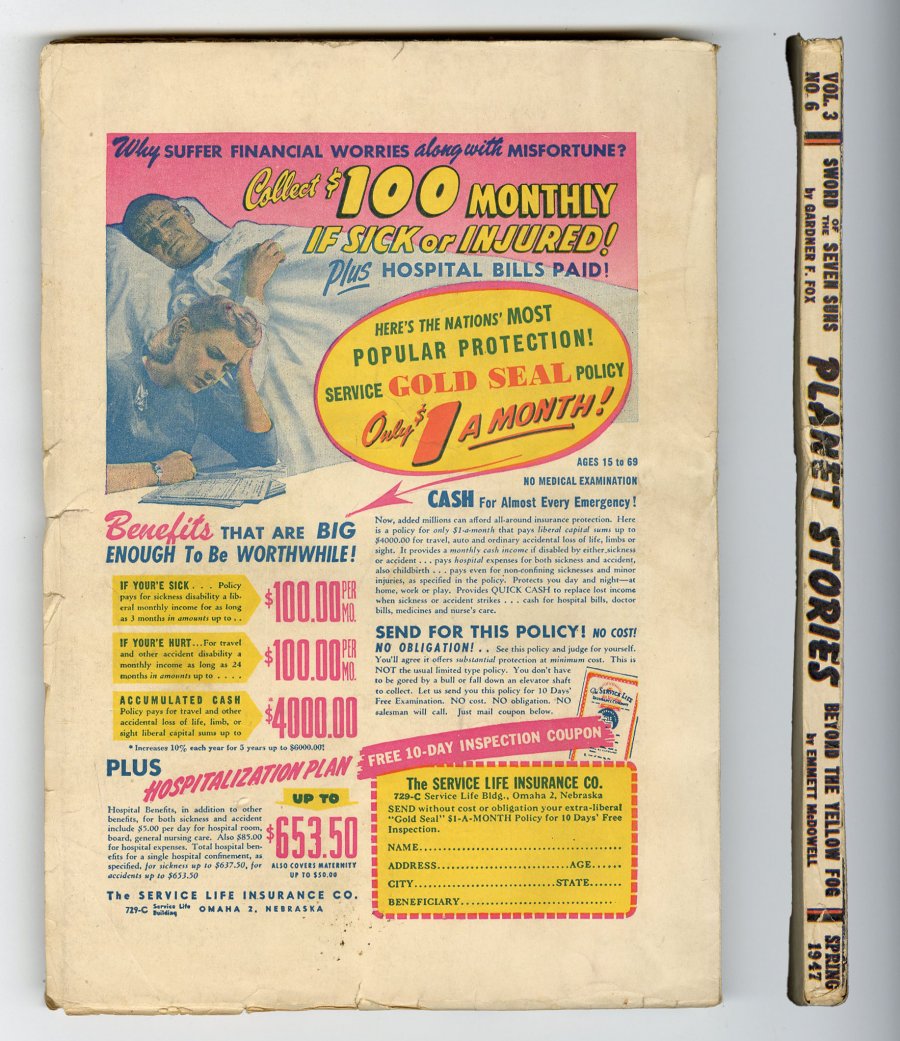 Why SUFFER FINANCIAL WORRIES along with MISFORTUNE?
Collect $100 MONTHLY
IF SICK or INJURED!
Plus HOSPITAL BILLS PAID!
HERE'S THE NATIONS' MOST
POPULAR PROTECTION!
SERVICE GOLD SEAL POLICY
Only $1 A MONTH!
AGES 15 to 69
NO MEDICAL EXAMINATION
CASH For Almost Every Emergency!
Now, added millions can afford all-around insurance protection. Here
is a policy for only $1-a-month that pays liberal capital sums up to
$4000.00 for travel, auto and ordinary accidental loss of life, limbs or
sight. It provides a monthly cash income if disabled by either sickness
or accident . . . pays hospital expenses for both sickness and accident,
also childbirth . . . pays even for non-confining sicknesses and minor
injuries, as specified in the policy. Protects you day and night—at
home, work or play. Provides QUICK CASH to replace lost income
when sickness or accident strikes . . . cash for hospital bills, doctor
bills, medicines and nurse's care.
SEND FOR THIS POLICY! NO COST!
NO OBLIGATION! . . See this policy and judge for yourself.
You'll agree it offers substantial protection at minimum cost. This is
NOT the usual limited type policy. You don't have
to be gored by a bull or fall down an elevator shaft
to collect. Let us send you this policy for 10 Days'
Free Examination. NO cost. NO obligation. NO
salesman will call. Just mail coupon below.
The SERVICE LIFE
Benefits THAT ARE BIG
ENOUGH To Be WORTHWHILE!
IF YOUR'E SICK . . . Policy
pays for sickness disability a lib-
eral monthly income for as long
as 3 months in amounts up to . .
$100.00 PER MO.
IF YOUR'E HURT . . . For travel
and other accident disability a
monthly income as long as 24
months in amounts up to . . . .
$100.00 PER MO.
ACCUMULATED CASH
Policy pays for travel and other
accidental loss of life, limb, or
sight liberal capital sums up to
*$4000.00
* Increases 10% each year for 5 years up to $6000.00!
PLUS
HOSPITALIZATION PLAN
Hospital Benefits, in addition to other
benefits, for both sickness and accident
include $5.00 per day for hospital room,
board, general nursing care. Also $85.00
for hospital expenses. Total hospital ben-
efits for a single hospital confinement, as
specified, for sickness up to $637.50, for
accidents up to $653.50
UP TO
$653.50
ALSO COVERS MATERNITY
UP TO $50.00
The SERVICE LIFE INSURANCE CO.
729-C Service Life Building OMAHA 2, NEBRASKA
FREE 10-DAY INSPECTION COUPON
The SERVICE LIFE INSURANCE CO.
729-C Service Life Bldg., Omaha 2, Nebraska
SEND without cost or obligation your extra-liberal
"Gold Seal" $1-A-MONTH Policy for 10 Days' Free
Inspection.
NAME
ADDRESS AGE
CITY STATE
BENEFICIARY
VOL. 3
NO. 6
SWORD OF THE SEVEN SUNS
by GARDNER F. FOX
PLANET STORIES
BEYOND THE YELLOW FOG
by EMMETT McDOWELL
SPRING
1947